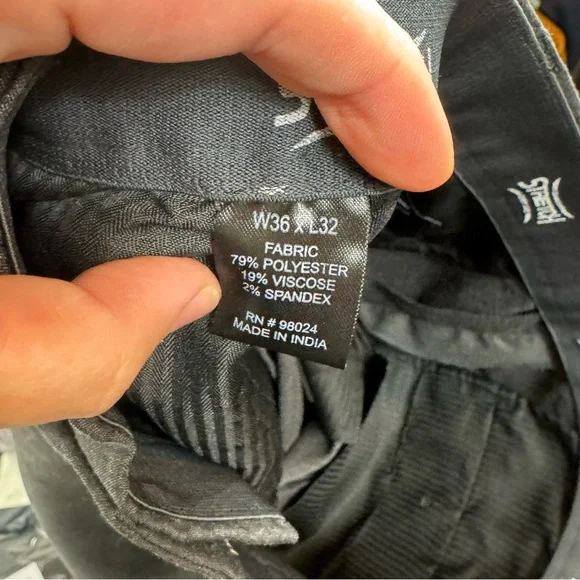 W36 x L32
FABRIC
79% POLYESTER
19% VISCOSE
2% SPANDEX
RN # 98024
MADE IN INDIA